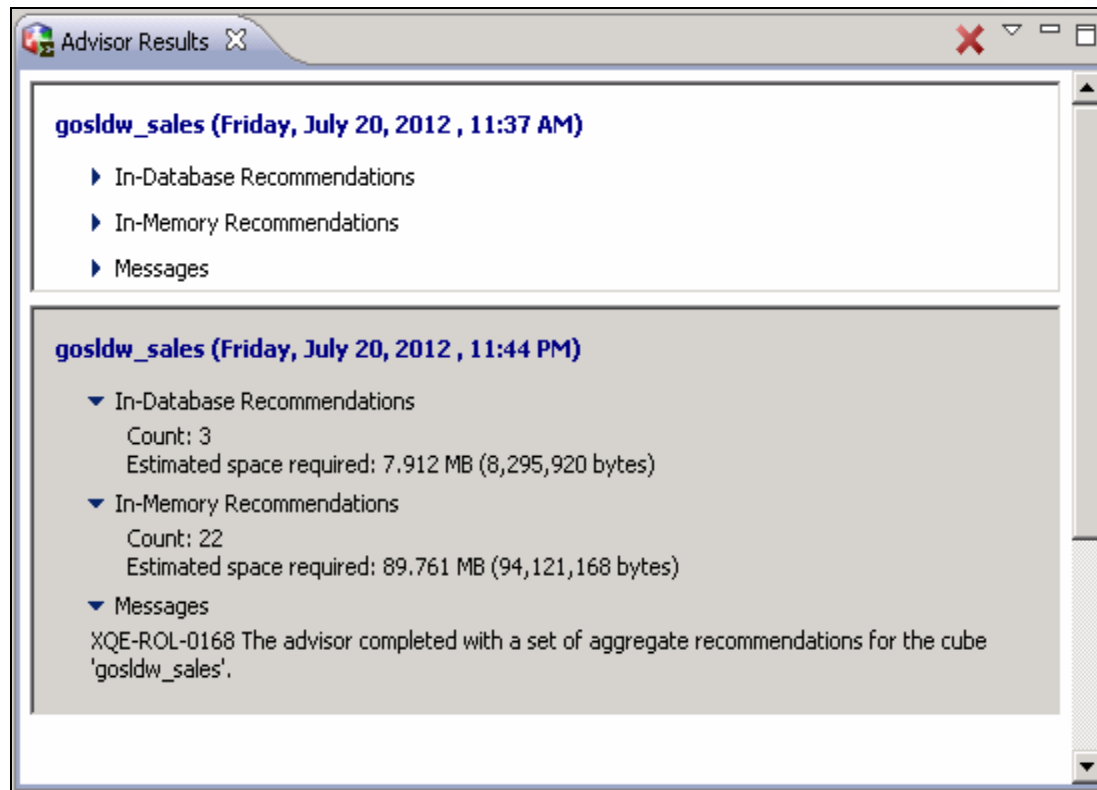 Advisor Results
gosldw_sales (Friday, July 20, 2012 , 11:37 AM)
In-Database Recommendations
In-Memory Recommendations
Messages
gosldw_sales (Friday, July 20, 2012 , 11:44 PM)
In-Database Recommendations
Count: 3
Estimated space required: 7.912 MB (8,295,920 bytes)
In-Memory Recommendations
Count: 22
Estimated space required: 89.761 MB (94,121,168 bytes)
Messages
XQE-ROL-0168 The advisor completed with a set of aggregate recommendations for the cube
'gosldw_sales'.